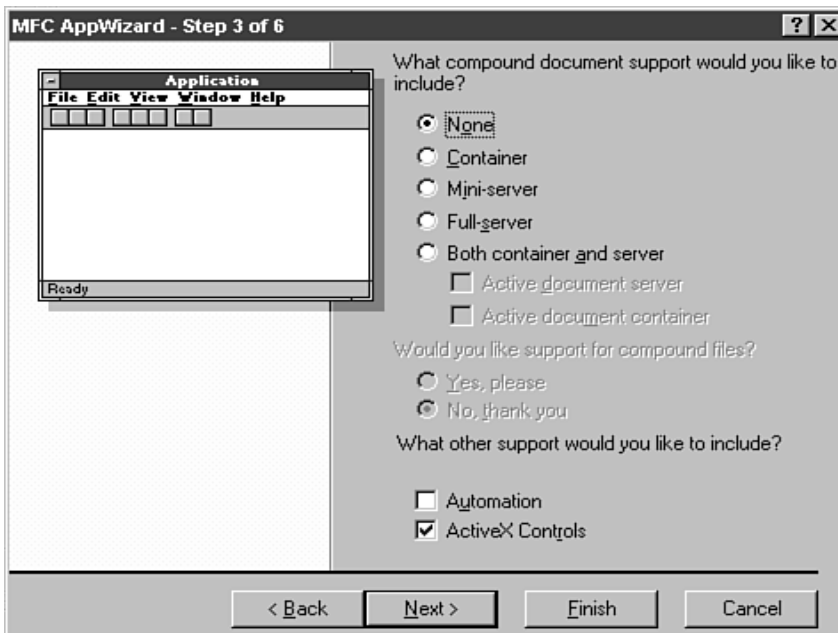 MFC AppWizard - Step 3 of 6
Application
File Edit View Window Help
Ready
What compound document support would you like to
include?
None
Container
Mini-server
Full-server
Both container and server
Active document server
Active document container
Would you like support for compound files?
Yes, please
No, thank you
What other support would you like to include?
Automation
ActiveX Controls
< Back Next > Finish Cancel